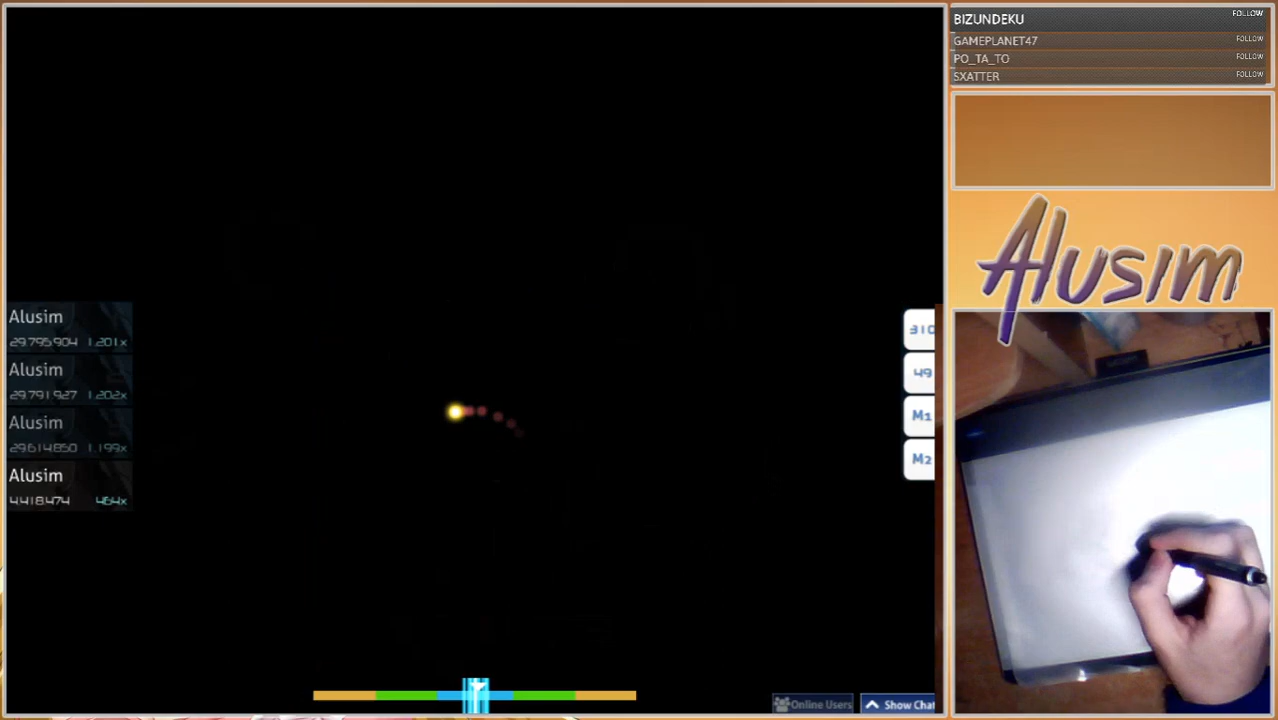 BIZUNDEKU FOLLOW
GAMEPLANET47 FOLLOW
PO_TA_TO FOLLOW
SXATTER FOLLOW
Alusim
Alusim
29.795.904 1.201x
Alusim
29.791.927 1.202x
Alusim
29.614.850 1.199x
Alusim
4.418.474 464x
310
49
M1
M2
Online Users
Show Chat